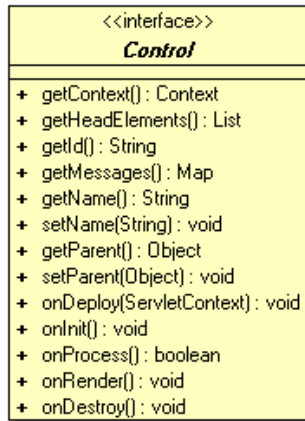 <<interface>>
Control
+ getContext() : Context
+ getHeadElements() : List
+ getId() : String
+ getMessages() : Map
+ getName() : String
+ setName(String) : void
+ getParent() : Object
+ setParent(Object) : void
+ onDeploy(ServletContext) : void
+ onInit() : void
+ onProcess() : boolean
+ onRender() : void
+ onDestroy() : void